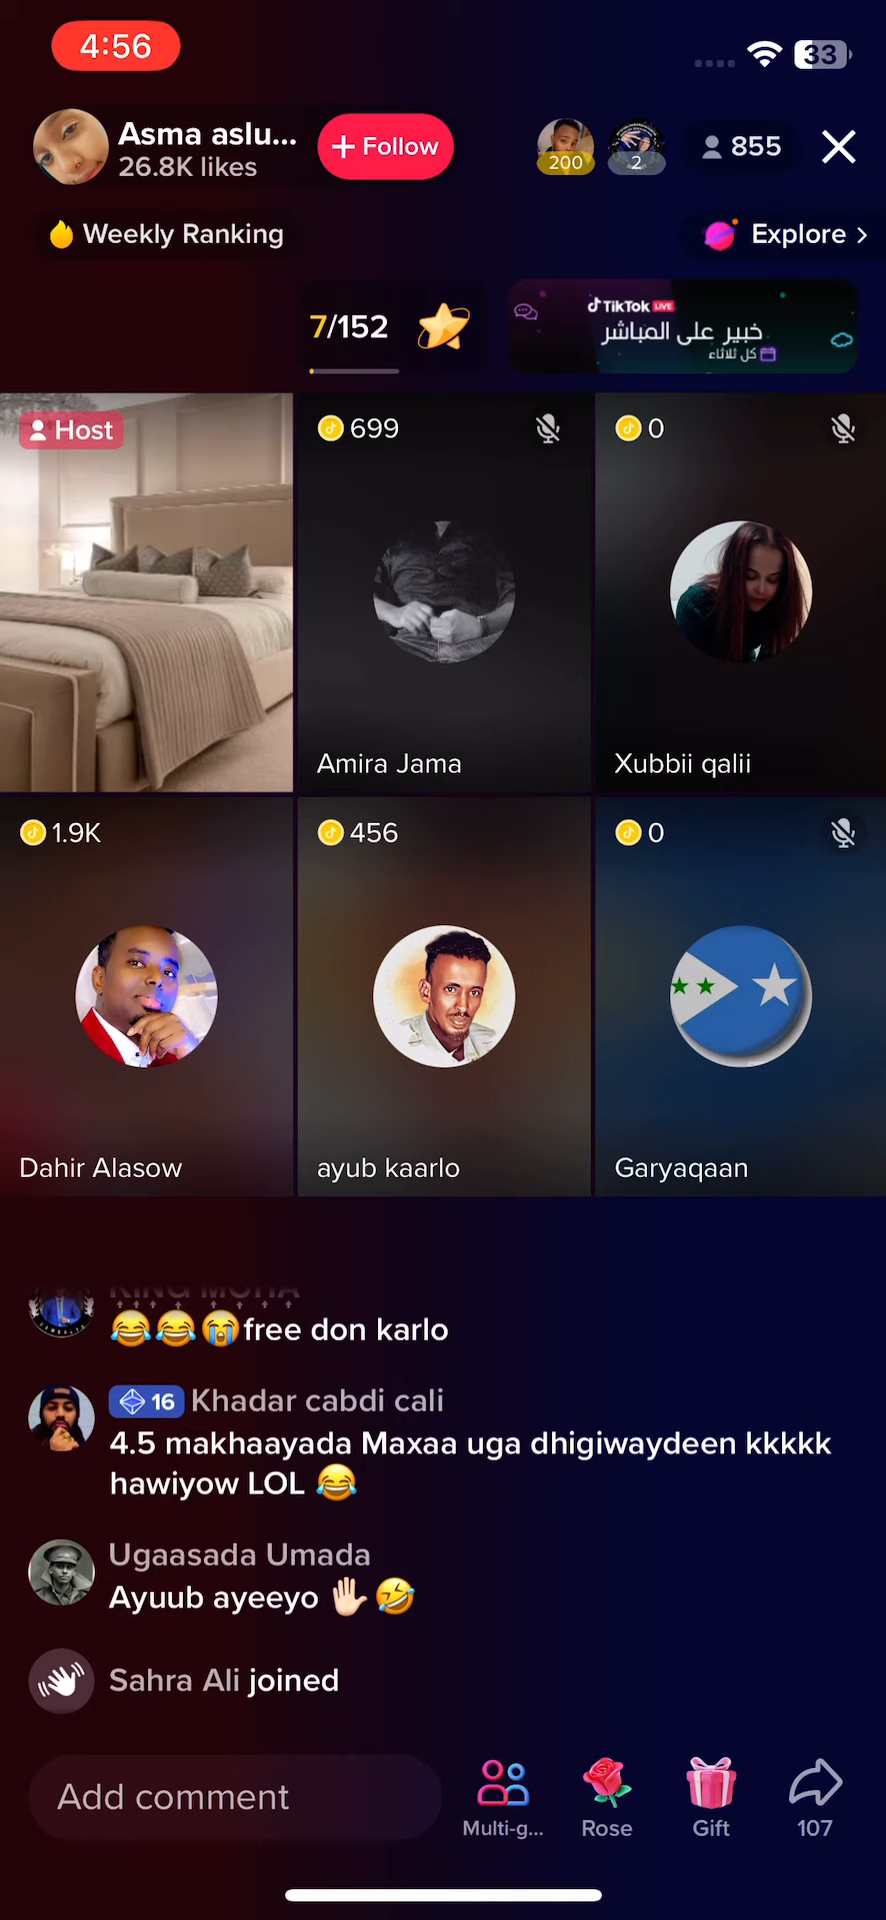 4:56
33
Asma aslu...
26.8K likes
+ Follow
200
2
855
Weekly Ranking
Explore >
7/152
TikTok LIVE
خبير على المباشر
كل ثلاثاء
Host
699
0
Amira Jama
Xubbii qalii
1.9K
456
0
Dahir Alasow
ayub kaarlo
Garyaqaan
😂😂😭free don karlo
16 Khadar cabdi cali
4.5 makhaayada Maxaa uga dhigiwaydeen kkkkk
hawiyow LOL 😂
Ugaasada Umada
Ayuub ayeeyo 🖐🏻🤣
Sahra Ali joined
Add comment
Multi-g...
Rose
Gift
107